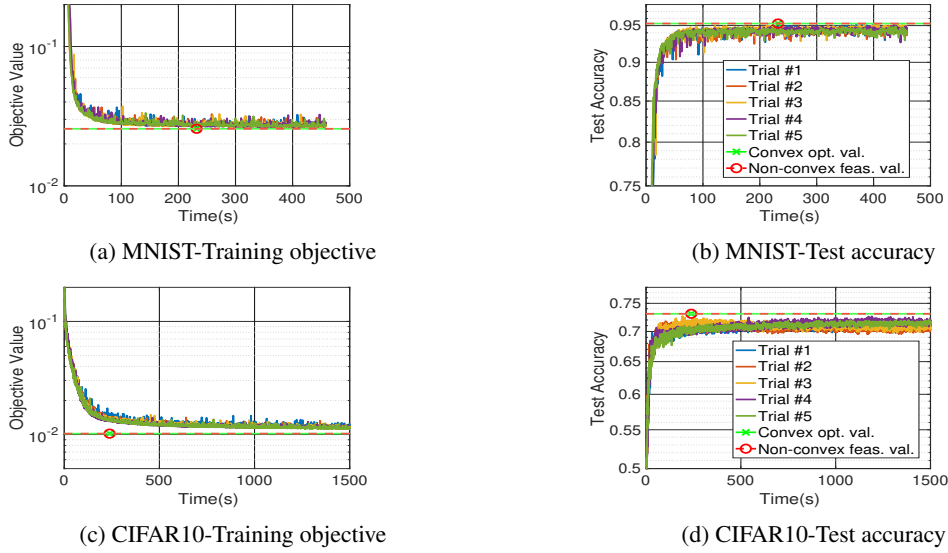 10^-1
10^-2
Objective Value
0 100 200 300 400 500
Time(s)
(a) MNIST-Training objective
0.95
0.9
0.85
0.8
0.75
Test Accuracy
Trial #1
Trial #2
Trial #3
Trial #4
Trial #5
Convex opt. val.
Non-convex feas. val.
0 100 200 300 400 500
Time(s)
(b) MNIST-Test accuracy
10^-1
10^-2
Objective Value
0 500 1000 1500
Time(s)
(c) CIFAR10-Training objective
0.75
0.7
0.65
0.6
0.55
0.5
Test Accuracy
Trial #1
Trial #2
Trial #3
Trial #4
Trial #5
Convex opt. val.
Non-convex feas. val.
0 500 1000 1500
Time(s)
(d) CIFAR10-Test accuracy